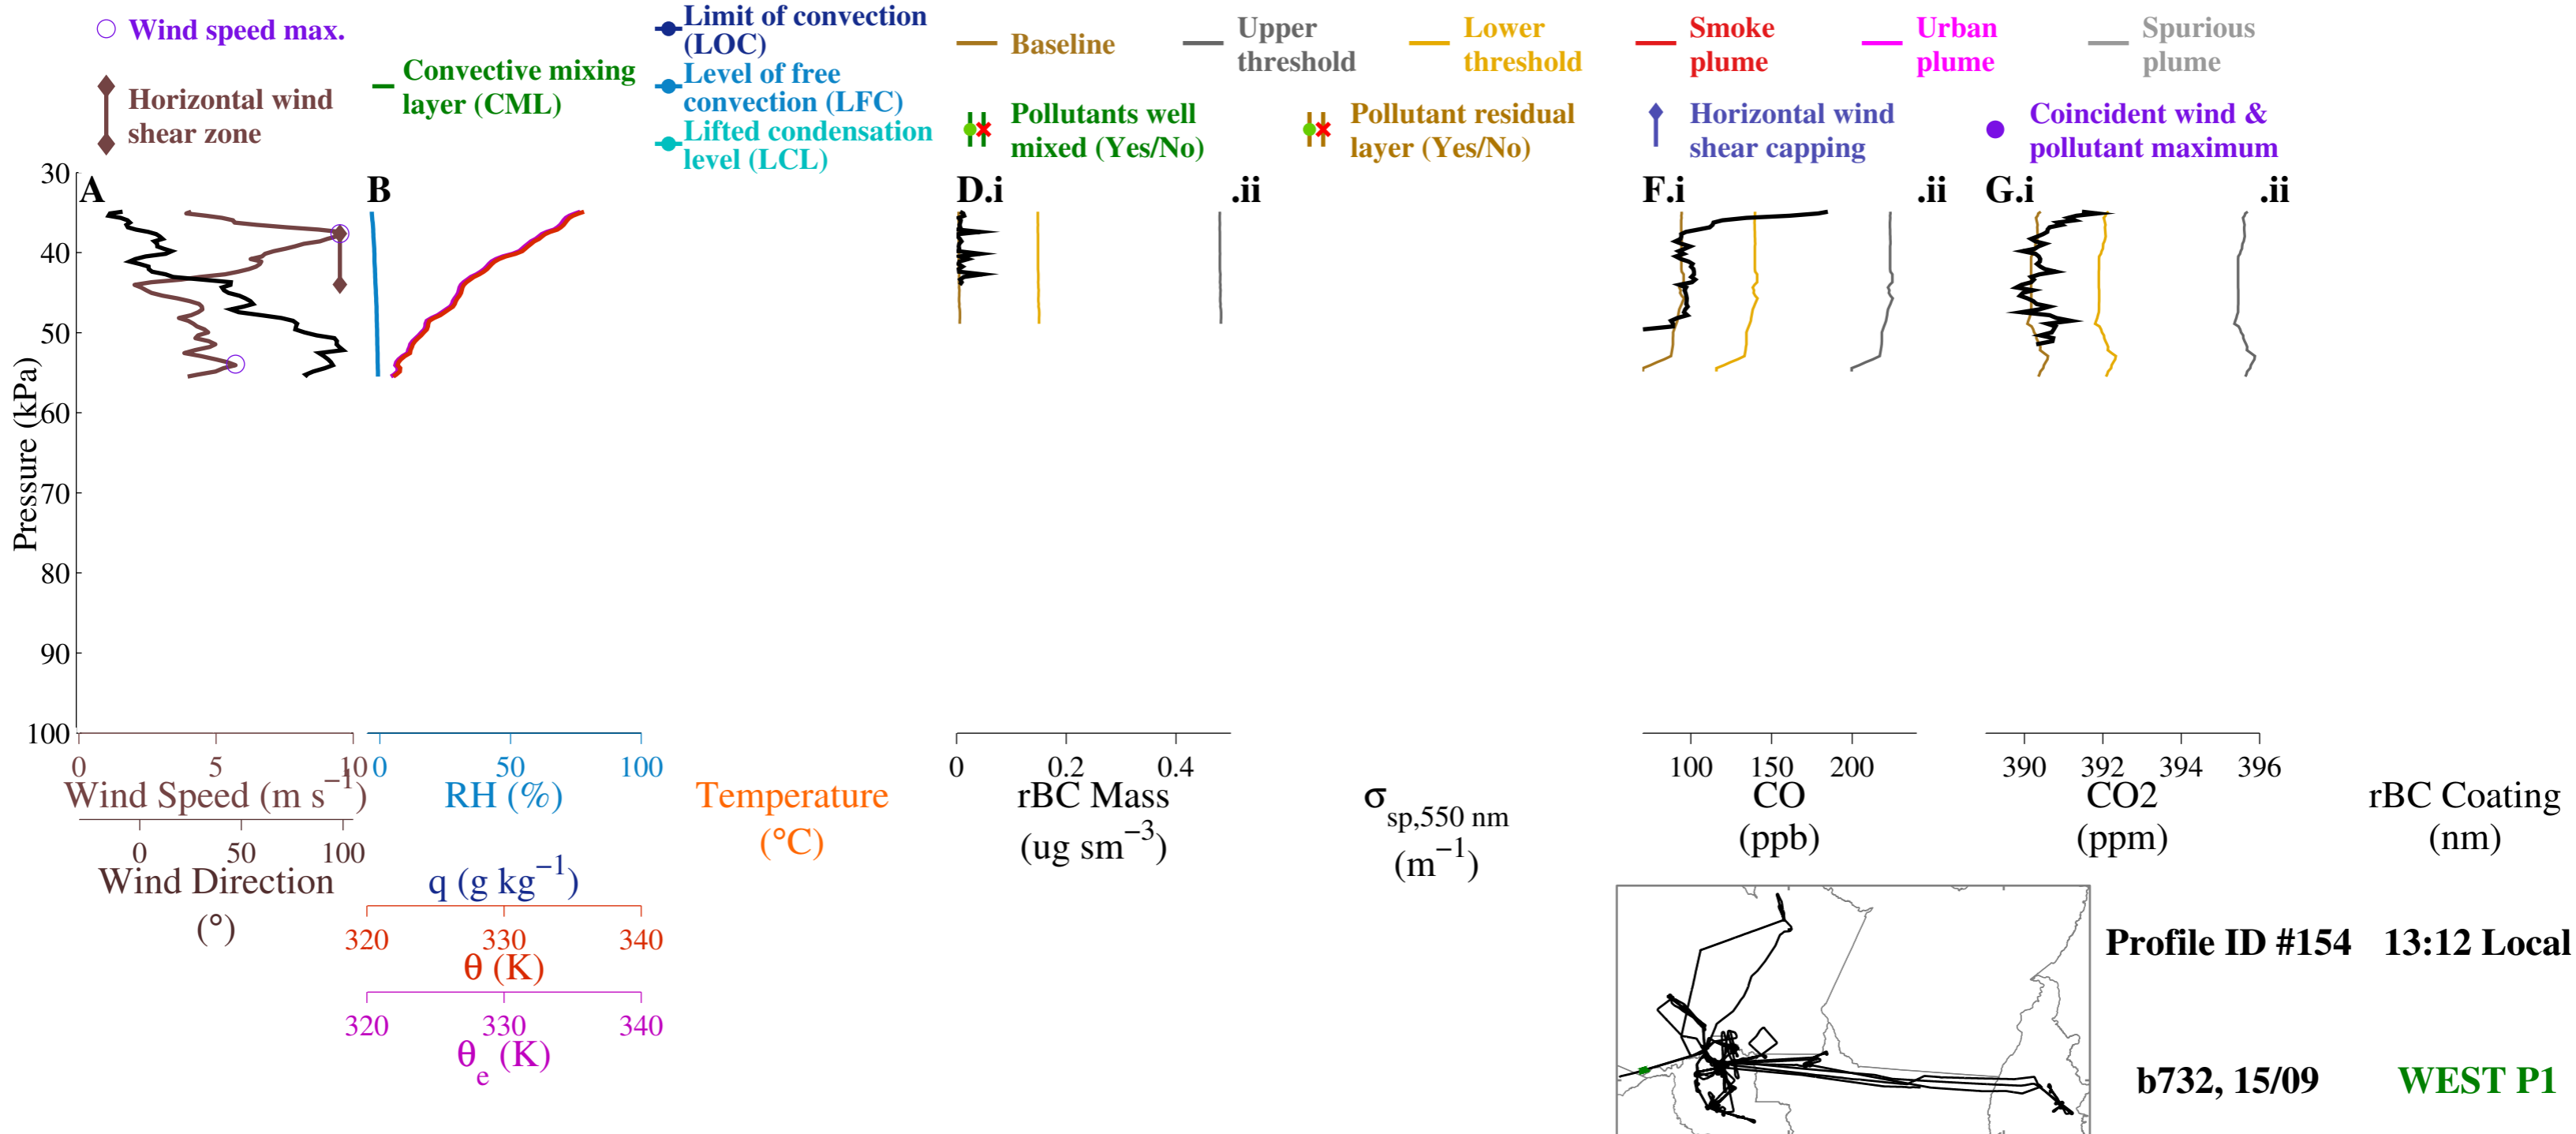 Wind speed max.
Horizontal wind
shear zone
Convective mixing
layer (CML)
Limit of convection
(LOC)
Level of free
convection (LFC)
Lifted condensation
level (LCL)
Baseline
Upper
threshold
Lower
threshold
Smoke
plume
Urban
plume
Spurious
plume
Pollutants well
mixed (Yes/No)
Pollutant residual
layer (Yes/No)
Horizontal wind
shear capping
Coincident wind &
pollutant maximum
A
B
D.i
.ii
F.i
.ii
G.i
.ii
30
40
50
60
70
80
90
100
Pressure (kPa)
0 5 10
Wind Speed (m s⁻¹)
0 50 100
Wind Direction
(°)
0 50 100
RH (%)
q (g kg⁻¹)
320 330 340
θ (K)
320 330 340
θe (K)
Temperature
(°C)
0 0.2 0.4
rBC Mass
(ug sm⁻³)
σsp,550 nm
(m⁻¹)
100 150 200
CO
(ppb)
390 392 394 396
CO2
(ppm)
rBC Coating
(nm)
Profile ID #154 13:12 Local
b732, 15/09 WEST P1